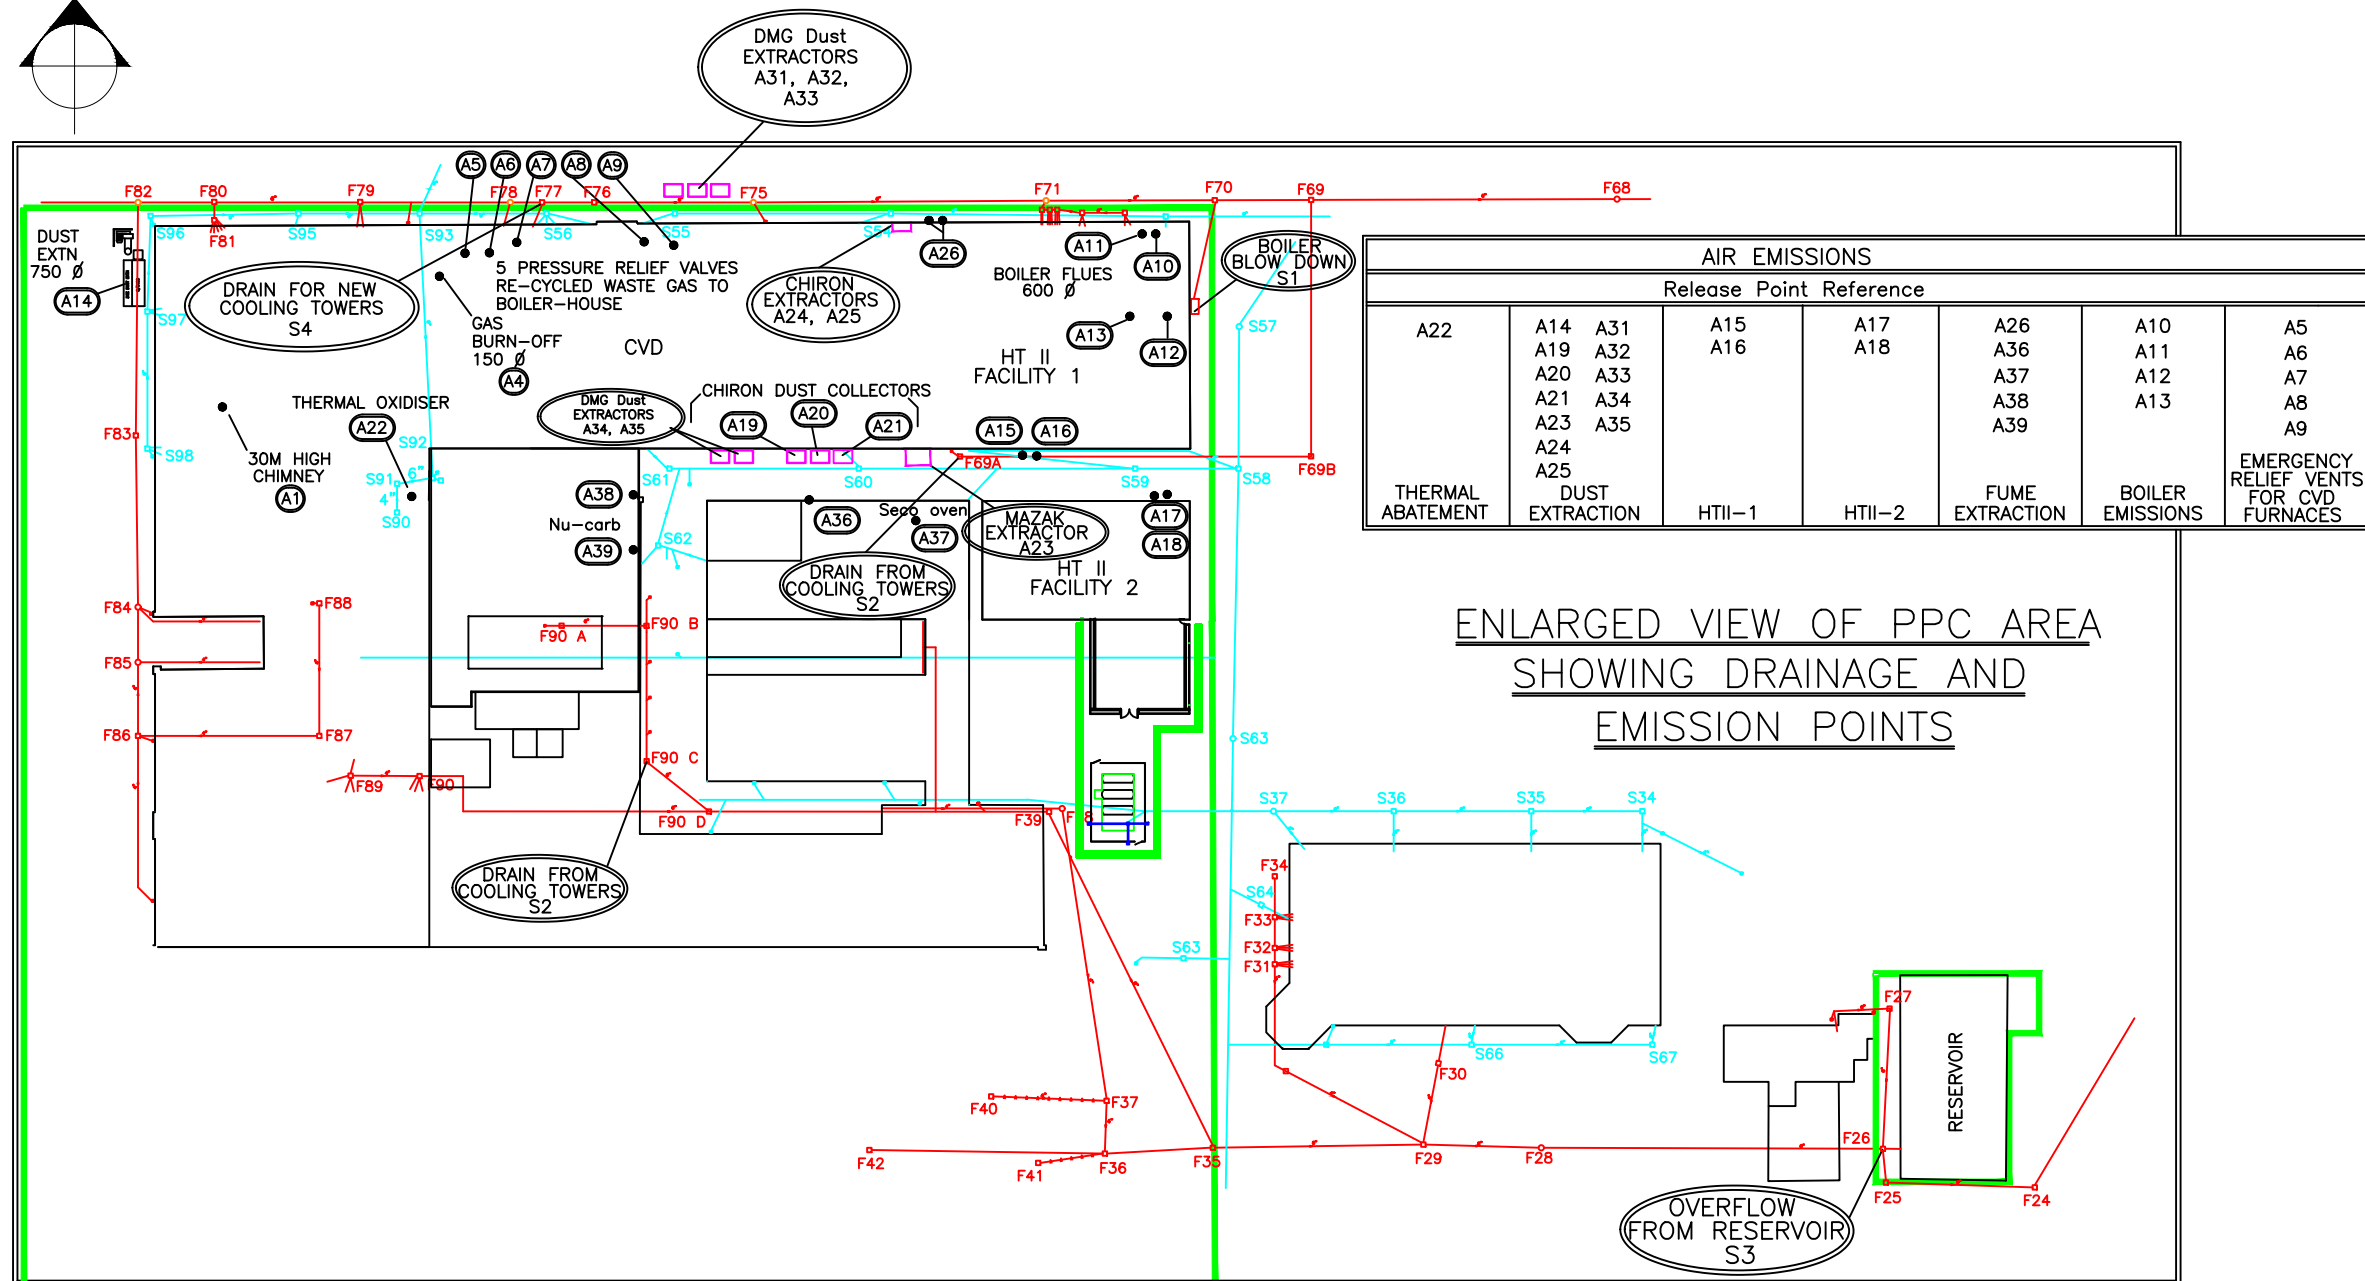 DMG Dust
EXTRACTORS
A31, A32,
A33
A5
A6
A7
A8
A9
F82
F80
F79
F78
F77
F76
F75
F71
F70
F69
F68
S96
F81
S95
S93
S56
S55
S54
DUST
EXTN
750 Ø
A14
DRAIN FOR NEW
COOLING TOWERS
S4
5 PRESSURE RELIEF VALVES
RE-CYCLED WASTE GAS TO
BOILER-HOUSE
GAS
BURN-OFF
150 Ø
A4
CVD
CHIRON
EXTRACTORS
A24, A25
A26
A11
A10
BOILER FLUES
600 Ø
A13
A12
BOILER
BLOW DOWN
S1
S57
S97
HT II
FACILITY 1
THERMAL OXIDISER
A22
DMG Dust
EXTRACTORS
A34, A35
CHIRON DUST COLLECTORS
A19
A20
A21
A15
A16
F83
S98
S92
S91
6"
4"
S90
30M HIGH
CHIMNEY
A1
S61
S60
F69A
S59
S58
F69B
A38
Nu-carb
A39
S62
A36
Seco oven
A37
MAZAK
EXTRACTOR
A23
A17
A18
DRAIN FROM
COOLING TOWERS
S2
HT II
FACILITY 2
AIR EMISSIONS
Release Point Reference
A22
THERMAL
ABATEMENT
A14 A31
A19 A32
A20 A33
A21 A34
A23 A35
A24
A25
DUST
EXTRACTION
A15
A16
HTII-1
A17
A18
HTII-2
A26
A36
A37
A38
A39
FUME
EXTRACTION
A10
A11
A12
A13
BOILER
EMISSIONS
A5
A6
A7
A8
A9
EMERGENCY
RELIEF VENTS
FOR CVD
FURNACES
ENLARGED VIEW OF PPC AREA
SHOWING DRAINAGE AND
EMISSION POINTS
F84
F88
F85
F90 A
F90 B
F86
F87
F89
F90
F90 C
F90 D
F39
S63
S37
S36
S35
S34
DRAIN FROM
COOLING TOWERS
S2
F34
S64
F33
F32
F31
S63
F30
S66
S67
F27
RESERVOIR
F40
F37
F42
F41
F36
F35
F29
F28
F26
F25
F24
OVERFLOW
FROM RESERVOIR
S3